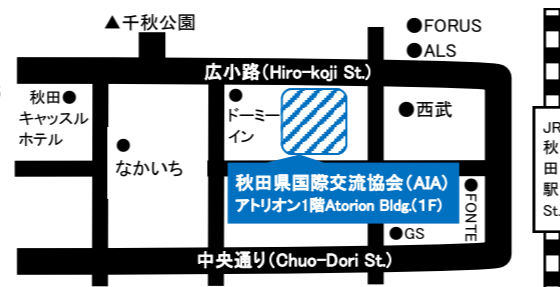 ▲千秋公園
●FORUS
●ALS
広小路(Hiro-koji St.)
秋田●
キャッスル
ホテル
●
ドーミー
イン
●西武
●
なかいち
秋田県国際交流協会(AIA)
アトリオン1階Atorion Bldg.(1F)
●FONTE
●GS
中央通り(Chuo-Dori St.)
JR
秋
田
駅
St.